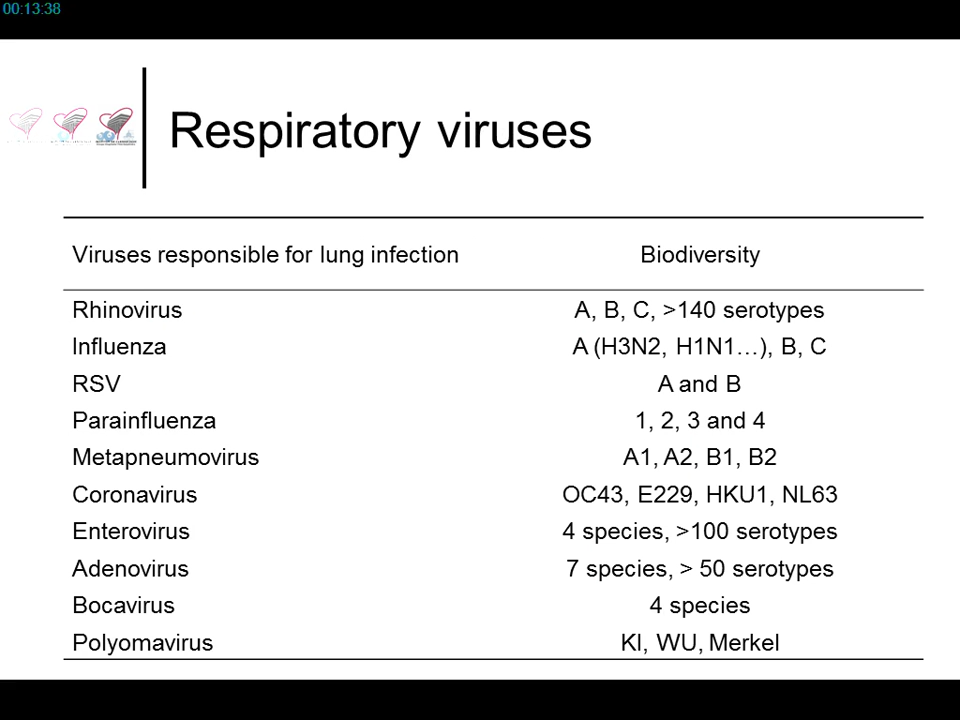 00:13:38
Respiratory viruses
Viruses responsible for lung infection Biodiversity
Rhinovirus A, B, C, >140 serotypes
Influenza A (H3N2, H1N1…), B, C
RSV A and B
Parainfluenza 1, 2, 3 and 4
Metapneumovirus A1, A2, B1, B2
Coronavirus OC43, E229, HKU1, NL63
Enterovirus 4 species, >100 serotypes
Adenovirus 7 species, > 50 serotypes
Bocavirus 4 species
Polyomavirus KI, WU, Merkel